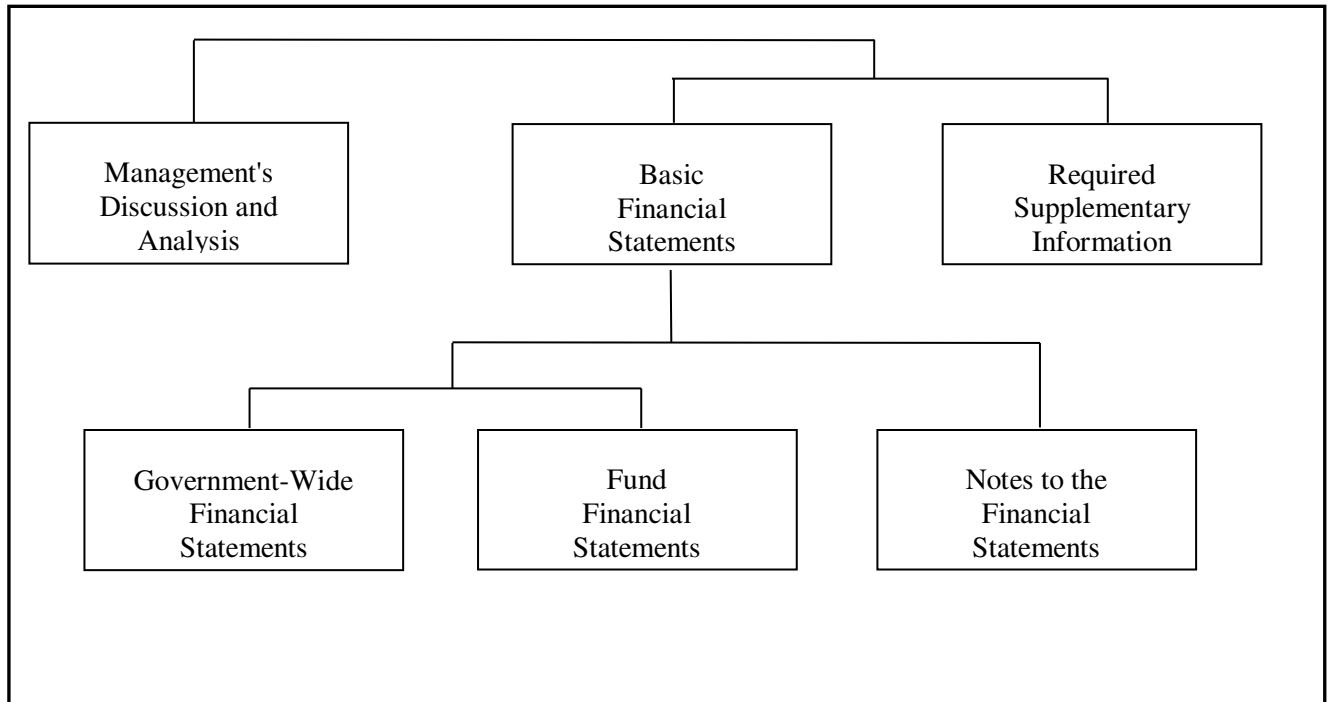 Management's
Discussion and
Analysis
Basic
Financial
Statements
Required
Supplementary
Information
Government-Wide
Financial
Statements
Fund
Financial
Statements
Notes to the
Financial
Statements